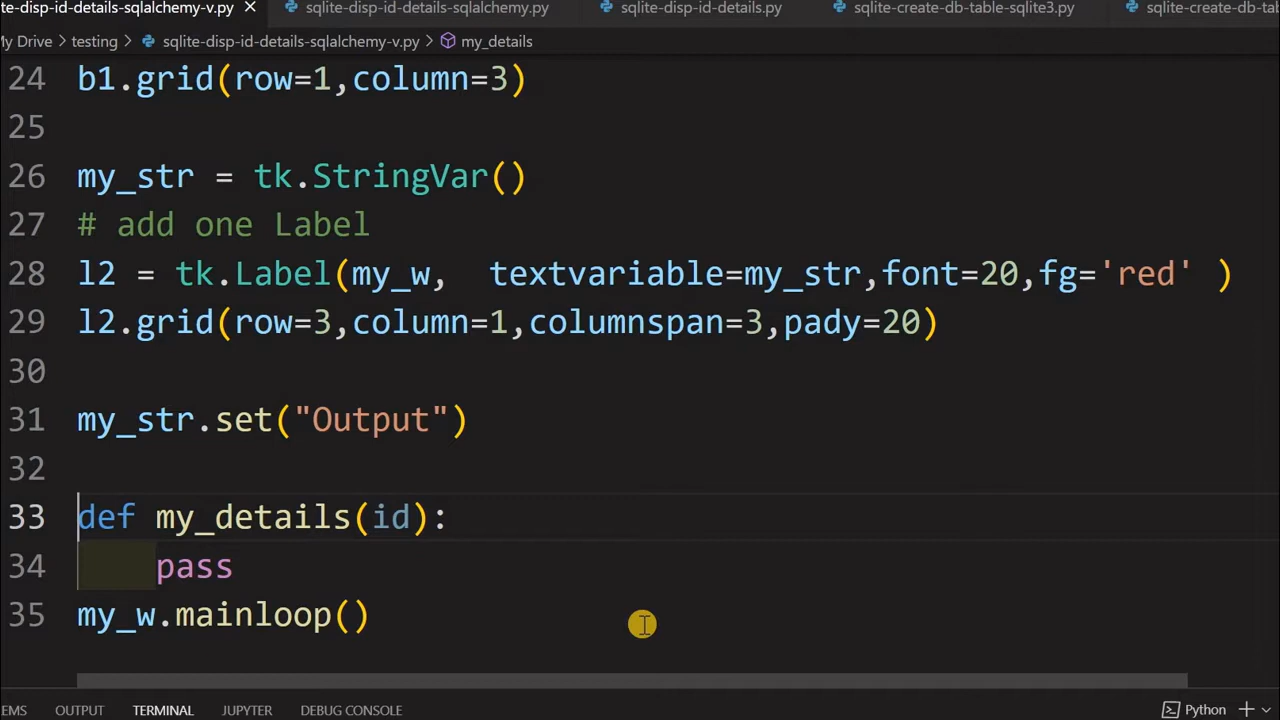 te-disp-id-details-sqlalchemy-v.py sqlite-disp-id-details-sqlalchemy.py sqlite-disp-id-details.py sqlite-create-db-table-sqlite3.py sqlite-create-db-tab
My Drive > testing > sqlite-disp-id-details-sqlalchemy-v.py > my_details
24 b1.grid(row=1,column=3)
25
26 my_str = tk.StringVar()
27 # add one Label
28 l2 = tk.Label(my_w,  textvariable=my_str,font=20,fg='red' )
29 l2.grid(row=3,column=1,columnspan=3,pady=20)
30
31 my_str.set("Output")
32
33 def my_details(id):
34     pass
35 my_w.mainloop()
EMS OUTPUT TERMINAL JUPYTER DEBUG CONSOLE Python